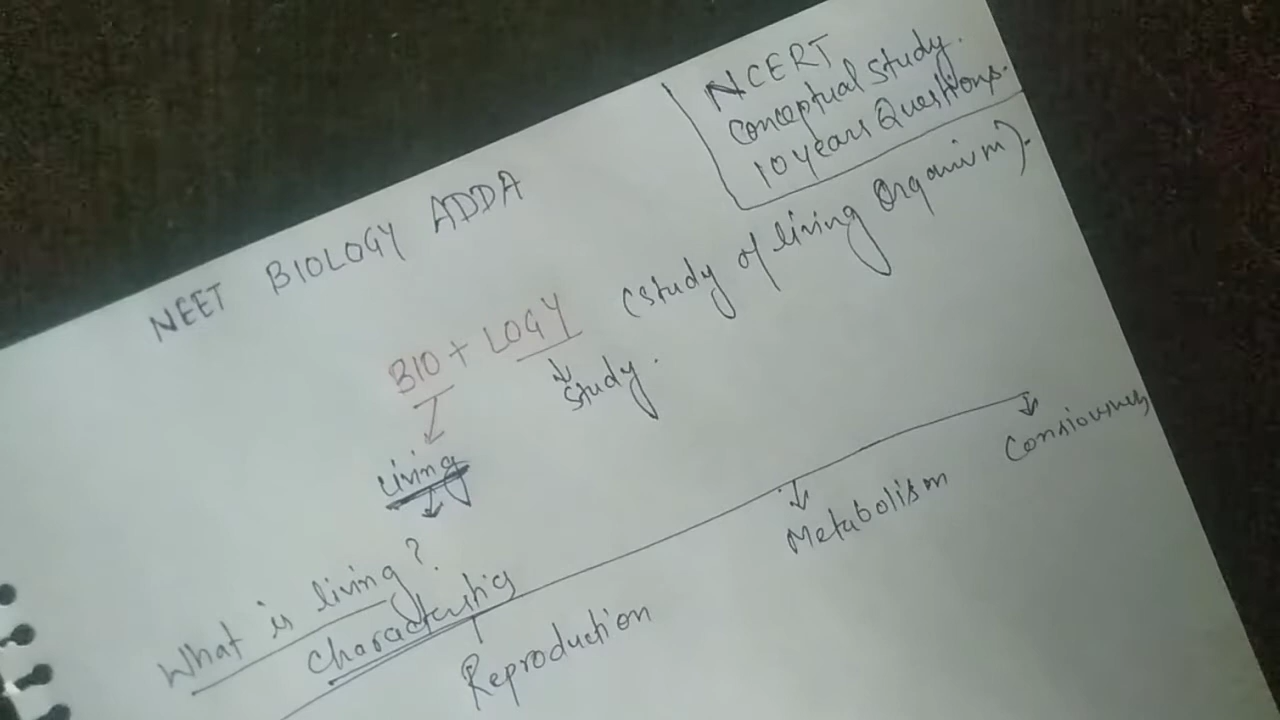 NCERT
conceptual study.
10 years Questions.
NEET BIOLOGY ADDA
BIO + LOGY (study of living Organism).
study.
living
What is living?
characterstics
Consiousness
Metabolism
Reproduction